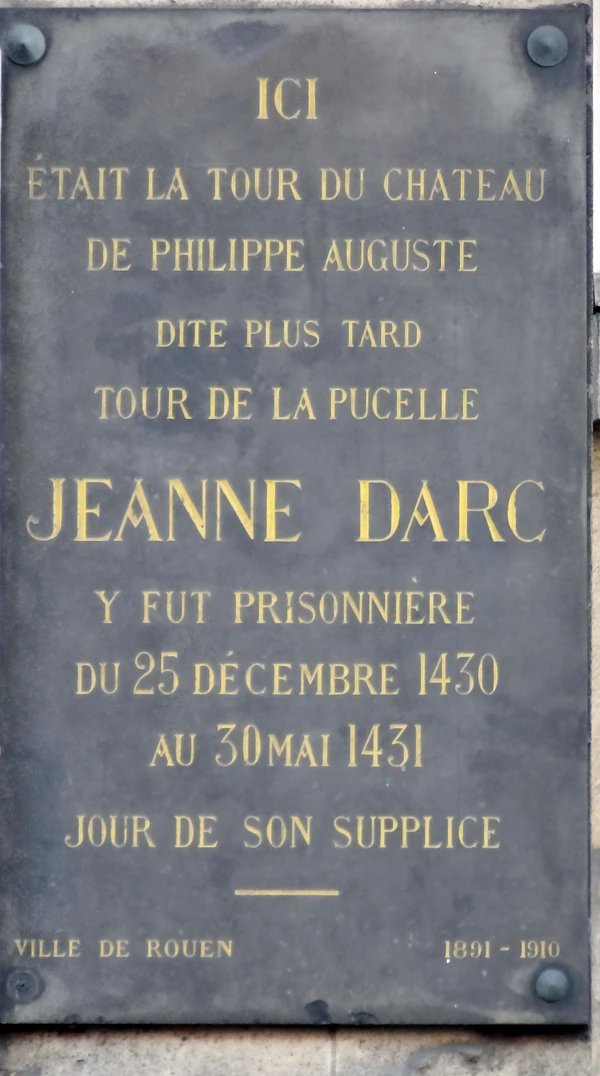 ICI
ÉTAIT LA TOUR DU CHATEAU
DE PHILIPPE AUGUSTE
DITE PLUS TARD
TOUR DE LA PUCELLE
JEANNE DARC
Y FUT PRISONNIÈRE
DU 25 DÉCEMBRE 1430
AU 30 MAI 1431
JOUR DE SON SUPPLICE
VILLE DE ROUEN 1891 - 1910